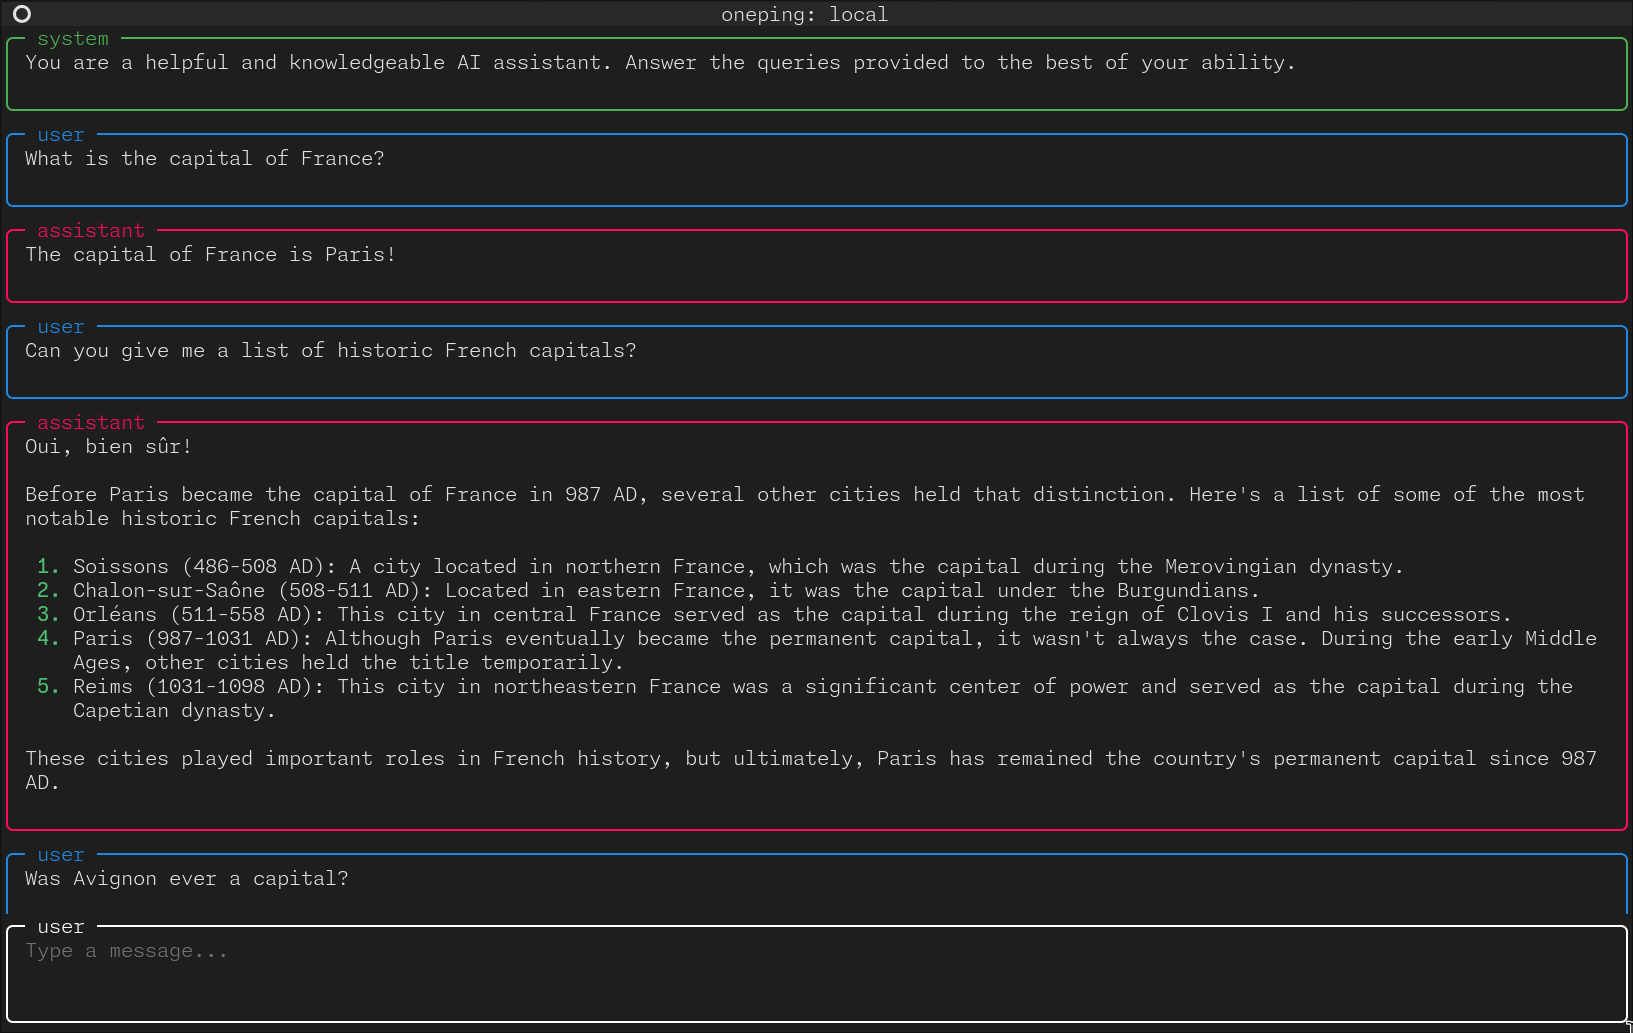 oneping: local
system
You are a helpful and knowledgeable AI assistant. Answer the queries provided to the best of your ability.
user
What is the capital of France?
assistant
The capital of France is Paris!
user
Can you give me a list of historic French capitals?
assistant
Oui, bien sûr!
Before Paris became the capital of France in 987 AD, several other cities held that distinction. Here's a list of some of the most
notable historic French capitals:
1. Soissons (486-508 AD): A city located in northern France, which was the capital during the Merovingian dynasty.
2. Chalon-sur-Saône (508-511 AD): Located in eastern France, it was the capital under the Burgundians.
3. Orléans (511-558 AD): This city in central France served as the capital during the reign of Clovis I and his successors.
4. Paris (987-1031 AD): Although Paris eventually became the permanent capital, it wasn't always the case. During the early Middle
Ages, other cities held the title temporarily.
5. Reims (1031-1098 AD): This city in northeastern France was a significant center of power and served as the capital during the
Capetian dynasty.
These cities played important roles in French history, but ultimately, Paris has remained the country's permanent capital since 987
AD.
user
Was Avignon ever a capital?
user
Type a message...